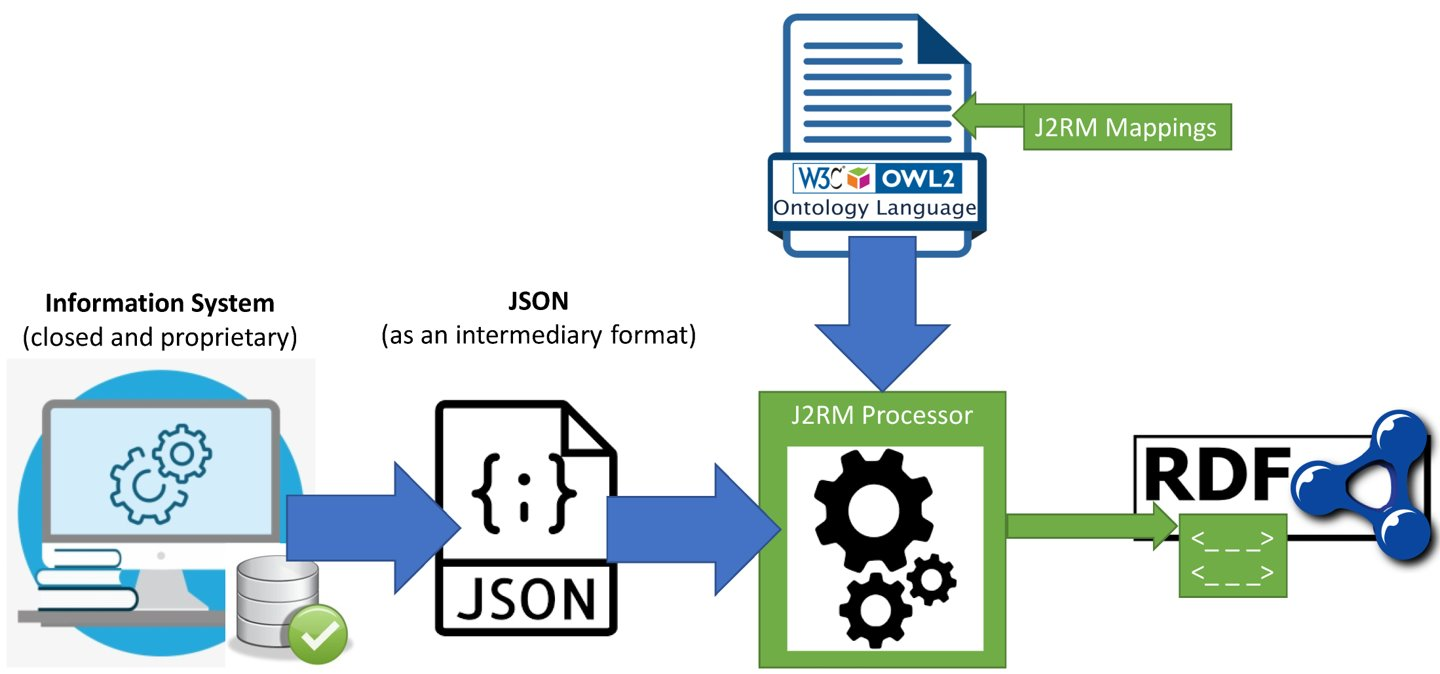 J2RM Mappings
W3C OWL2
Ontology Language
Information System
(closed and proprietary)
JSON
(as an intermediary format)
{;}
JSON
J2RM Processor
RDF
<_ _ _>
<_ _ _>